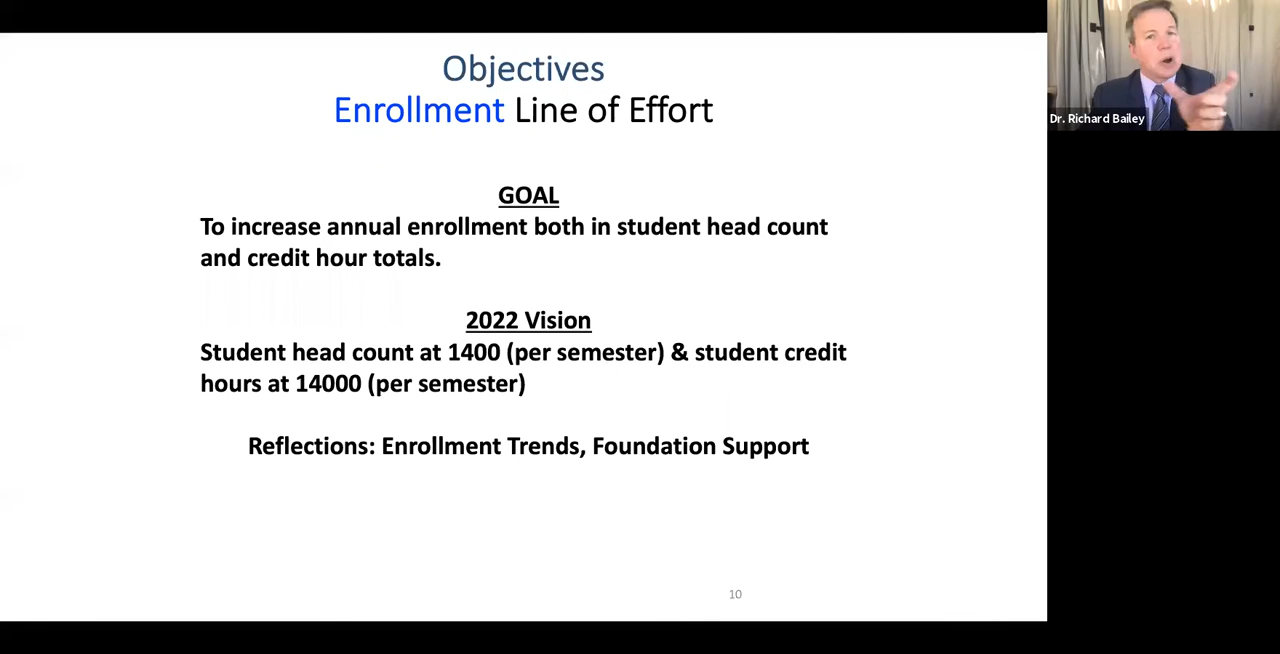 Objectives
Enrollment Line of Effort
GOAL
To increase annual enrollment both in student head count
and credit hour totals.
2022 Vision
Student head count at 1400 (per semester) & student credit
hours at 14000 (per semester)
Reflections: Enrollment Trends, Foundation Support
10
Dr. Richard Bailey